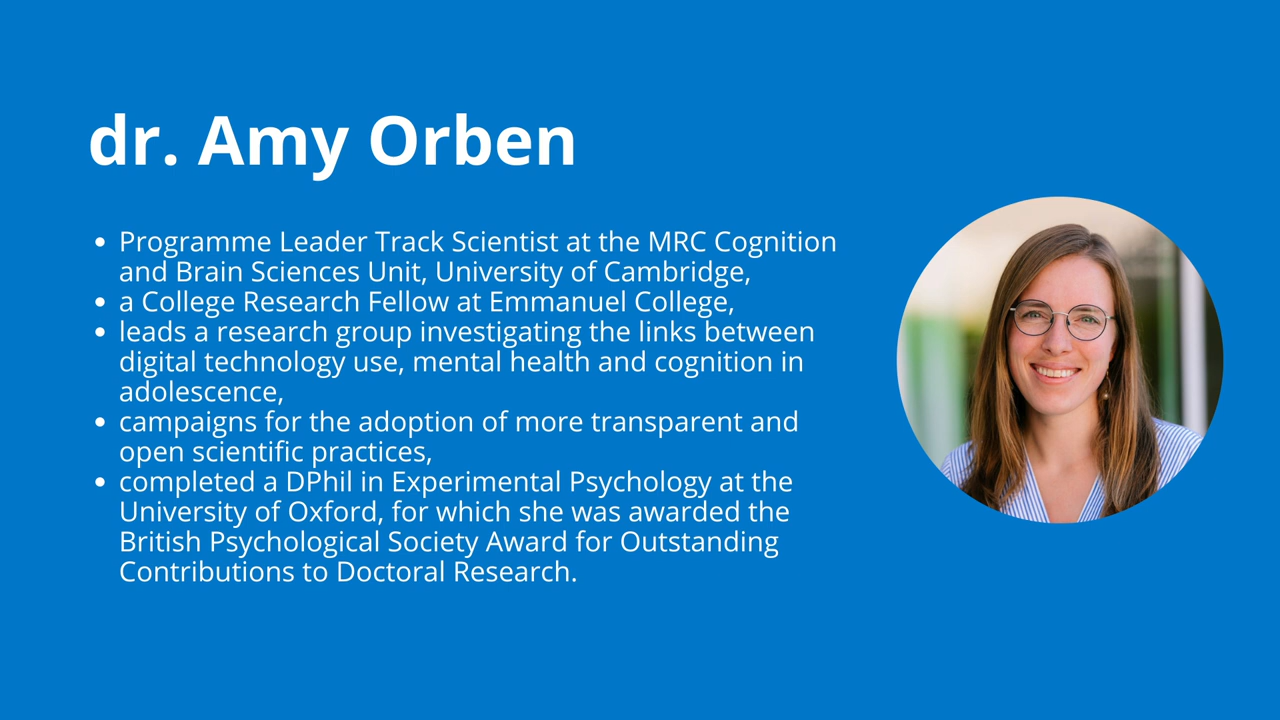 dr. Amy Orben
• Programme Leader Track Scientist at the MRC Cognition
and Brain Sciences Unit, University of Cambridge,
• a College Research Fellow at Emmanuel College,
• leads a research group investigating the links between
digital technology use, mental health and cognition in
adolescence,
• campaigns for the adoption of more transparent and
open scientific practices,
• completed a DPhil in Experimental Psychology at the
University of Oxford, for which she was awarded the
British Psychological Society Award for Outstanding
Contributions to Doctoral Research.